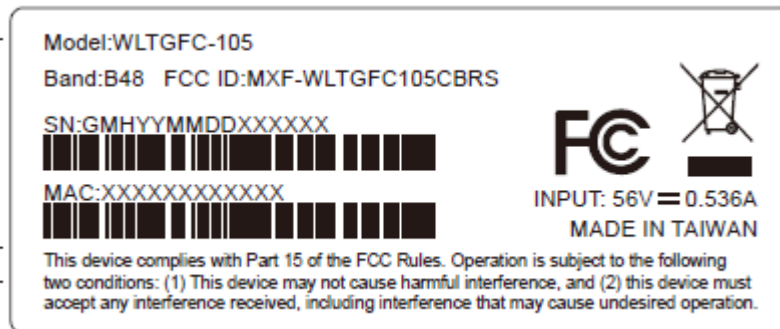 Model:WLTGFC-105
Band:B48 FCC ID:MXF-WLTGFC105CBRS
SN:GMHYYMMDDXXXXXX
MAC:XXXXXXXXXXXX
FC
INPUT: 56V⎓0.536A
MADE IN TAIWAN
This device complies with Part 15 of the FCC Rules. Operation is subject to the following
two conditions: (1) This device may not cause harmful interference, and (2) this device must
accept any interference received, including interference that may cause undesired operation.